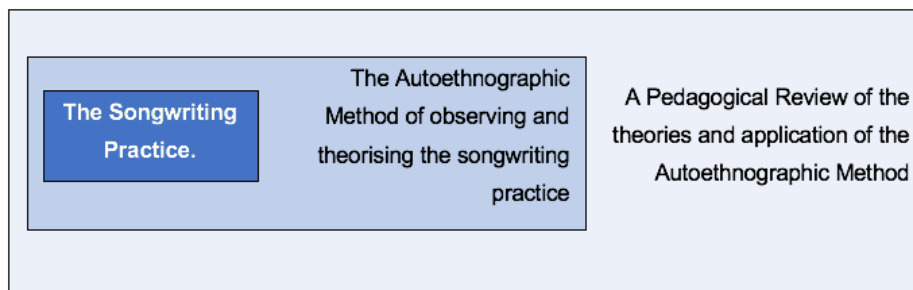 The Songwriting
Practice.
The Autoethnographic
Method of observing and
theorising the songwriting
practice
A Pedagogical Review of the
theories and application of the
Autoethnographic Method